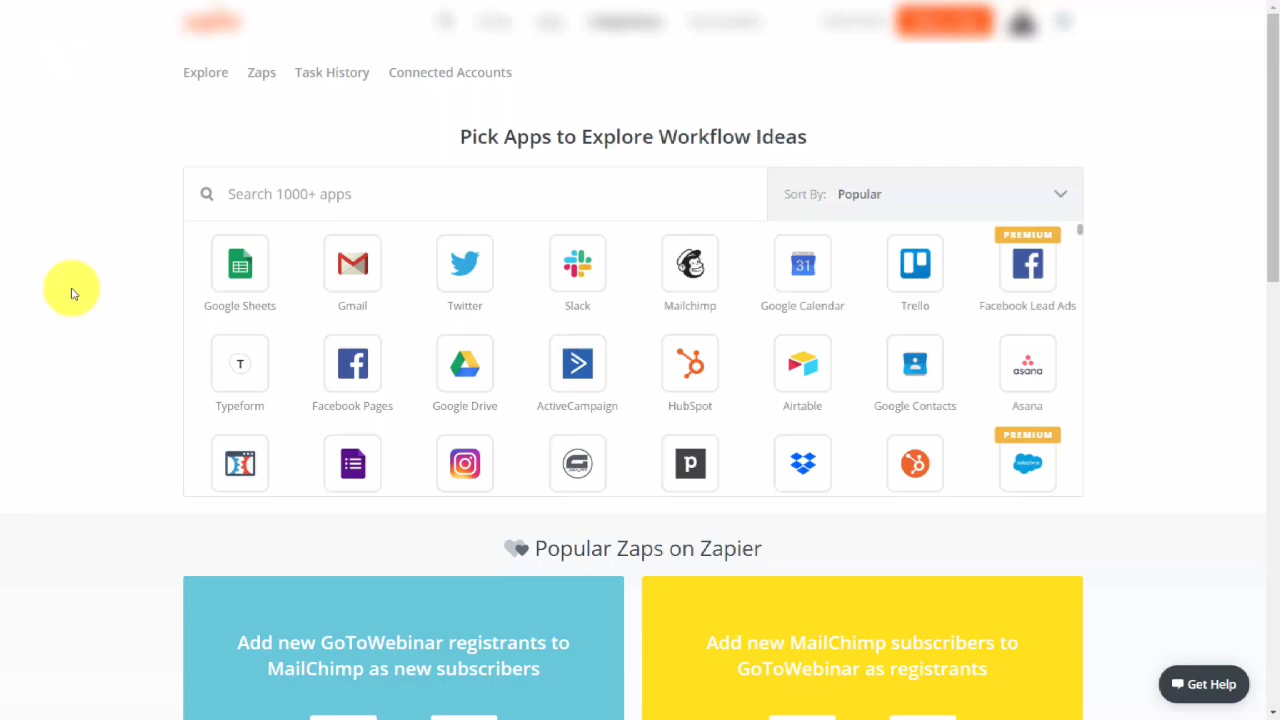 Explore Zaps Task History Connected Accounts
Pick Apps to Explore Workflow Ideas
Search 1000+ apps
Sort By: Popular
PREMIUM
31
Google Sheets Gmail Twitter Slack Mailchimp Google Calendar Trello Facebook Lead Ads
T
asana
Typeform Facebook Pages Google Drive ActiveCampaign HubSpot Airtable Google Contacts Asana
PREMIUM
Popular Zaps on Zapier
Add new GoToWebinar registrants to
MailChimp as new subscribers
Add new MailChimp subscribers to
GoToWebinar as registrants
Get Help